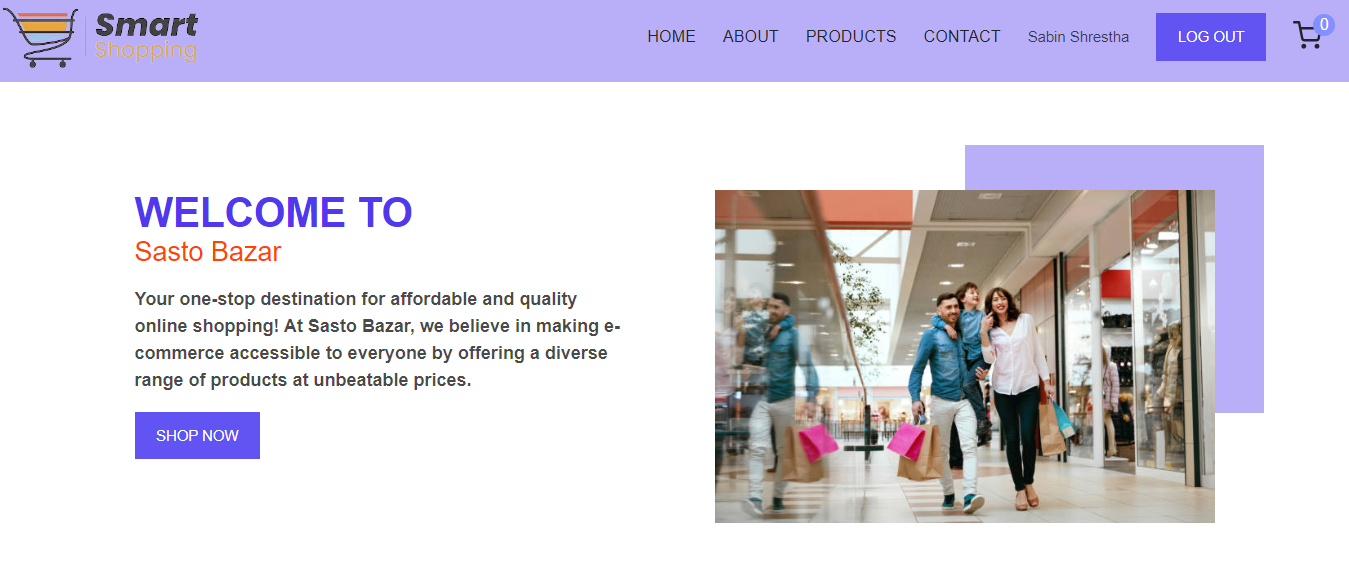 Smart
Shopping
HOME ABOUT PRODUCTS CONTACT Sabin Shrestha LOG OUT 0
WELCOME TO
Sasto Bazar
Your one-stop destination for affordable and quality
online shopping! At Sasto Bazar, we believe in making e-
commerce accessible to everyone by offering a diverse
range of products at unbeatable prices.
SHOP NOW